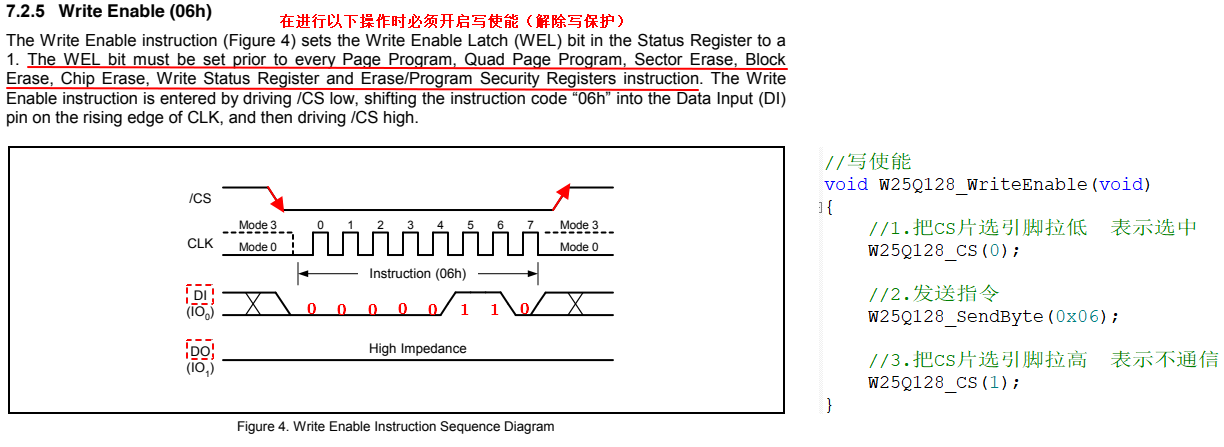 7.2.5 Write Enable (06h)
在进行以下操作时必须开启写使能（解除写保护）
The Write Enable instruction (Figure 4) sets the Write Enable Latch (WEL) bit in the Status Register to a
1. The WEL bit must be set prior to every Page Program, Quad Page Program, Sector Erase, Block
Erase, Chip Erase, Write Status Register and Erase/Program Security Registers instruction. The Write
Enable instruction is entered by driving /CS low, shifting the instruction code “06h” into the Data Input (DI)
pin on the rising edge of CLK, and then driving /CS high.
/CS
Mode 3 0 1 2 3 4 5 6 7 Mode 3
CLK
Mode 0 Mode 0
Instruction (06h)
DI
(IO0)
0 0 0 0 0 1 1 0
High Impedance
DO
(IO1)
Figure 4. Write Enable Instruction Sequence Diagram
//写使能
void W25Q128_WriteEnable(void)
{
//1.把CS片选引脚拉低 表示选中
W25Q128_CS(0);
//2.发送指令
W25Q128_SendByte(0x06);
//3.把CS片选引脚拉高 表示不通信
W25Q128_CS(1);
}